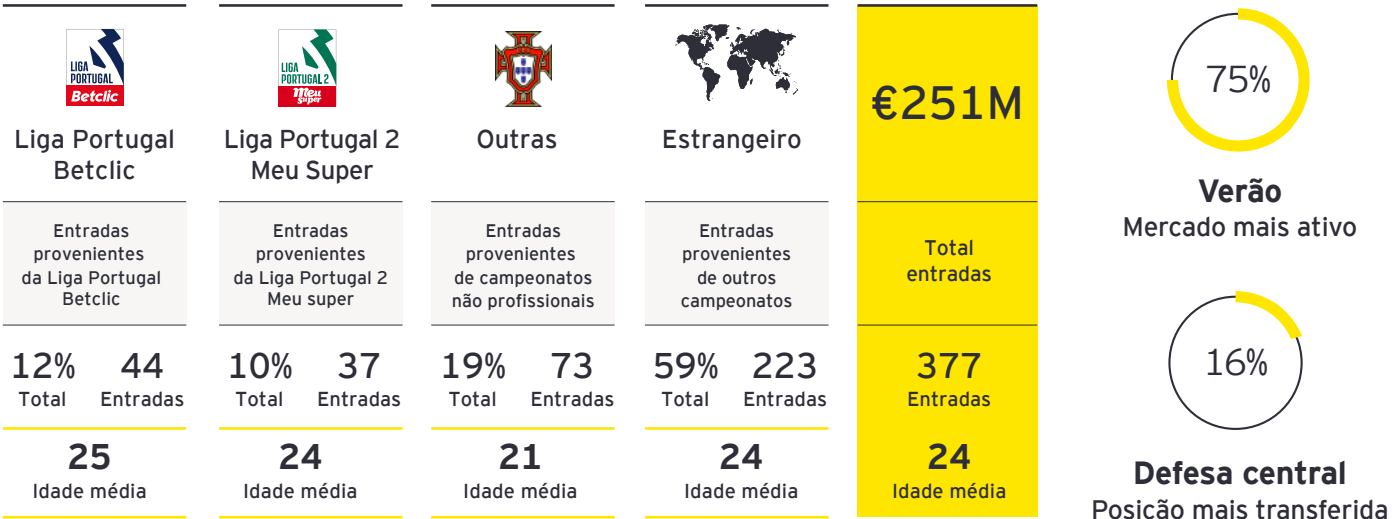 LIGA
PORTUGAL
Betclic
Liga Portugal
Betclic
Entradas
provenientes
da Liga Portugal
Betclic
12% 44
Total Entradas
25
Idade média
LIGA
PORTUGAL 2
Meu
super
Liga Portugal 2
Meu Super
Entradas
provenientes
da Liga Portugal 2
Meu super
10% 37
Total Entradas
24
Idade média
Outras
Entradas
provenientes
de campeonatos
não profissionais
19% 73
Total Entradas
21
Idade média
Estrangeiro
Entradas
provenientes
de outros
campeonatos
59% 223
Total Entradas
24
Idade média
€251M
Total
entradas
377
Entradas
24
Idade média
75%
Verão
Mercado mais ativo
16%
Defesa central
Posicão mais transferida